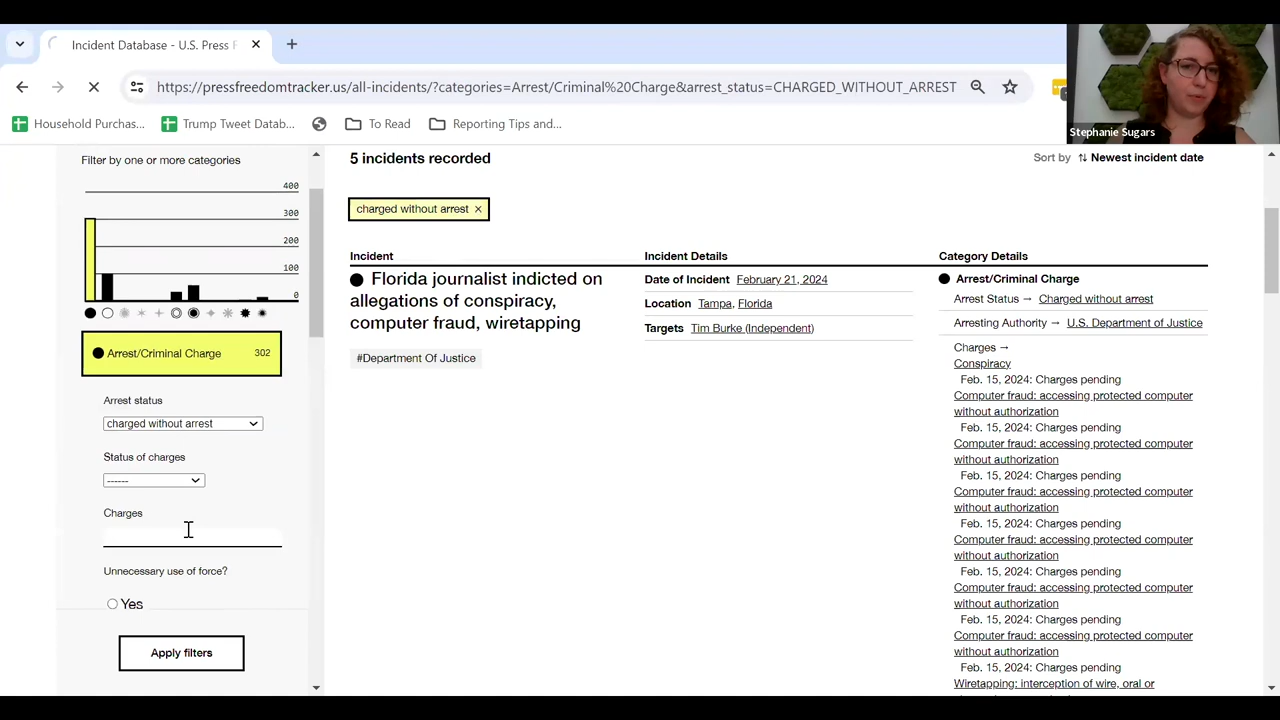 Incident Database - U.S. Press F
https://pressfreedomtracker.us/all-incidents/?categories=Arrest/Criminal%20Charge&arrest_status=CHARGED_WITHOUT_ARREST
Household Purchas...
Trump Tweet Datab...
To Read
Reporting Tips and...
Stephanie Sugars
Filter by one or more categories
400
300
200
100
0
Arrest/Criminal Charge 302
Arrest status
charged without arrest
Status of charges
------
Charges
Unnecessary use of force?
Yes
Apply filters
5 incidents recorded
Sort by Newest incident date
charged without arrest ×
Incident
Florida journalist indicted on
allegations of conspiracy,
computer fraud, wiretapping
#Department Of Justice
Incident Details
Date of Incident February 21, 2024
Location Tampa, Florida
Targets Tim Burke (Independent)
Category Details
Arrest/Criminal Charge
Arrest Status → Charged without arrest
Arresting Authority → U.S. Department of Justice
Charges →
Conspiracy
Feb. 15, 2024: Charges pending
Computer fraud: accessing protected computer
without authorization
Feb. 15, 2024: Charges pending
Computer fraud: accessing protected computer
without authorization
Feb. 15, 2024: Charges pending
Computer fraud: accessing protected computer
without authorization
Feb. 15, 2024: Charges pending
Computer fraud: accessing protected computer
without authorization
Feb. 15, 2024: Charges pending
Computer fraud: accessing protected computer
without authorization
Feb. 15, 2024: Charges pending
Computer fraud: accessing protected computer
without authorization
Feb. 15, 2024: Charges pending
Wiretapping: interception of wire, oral or